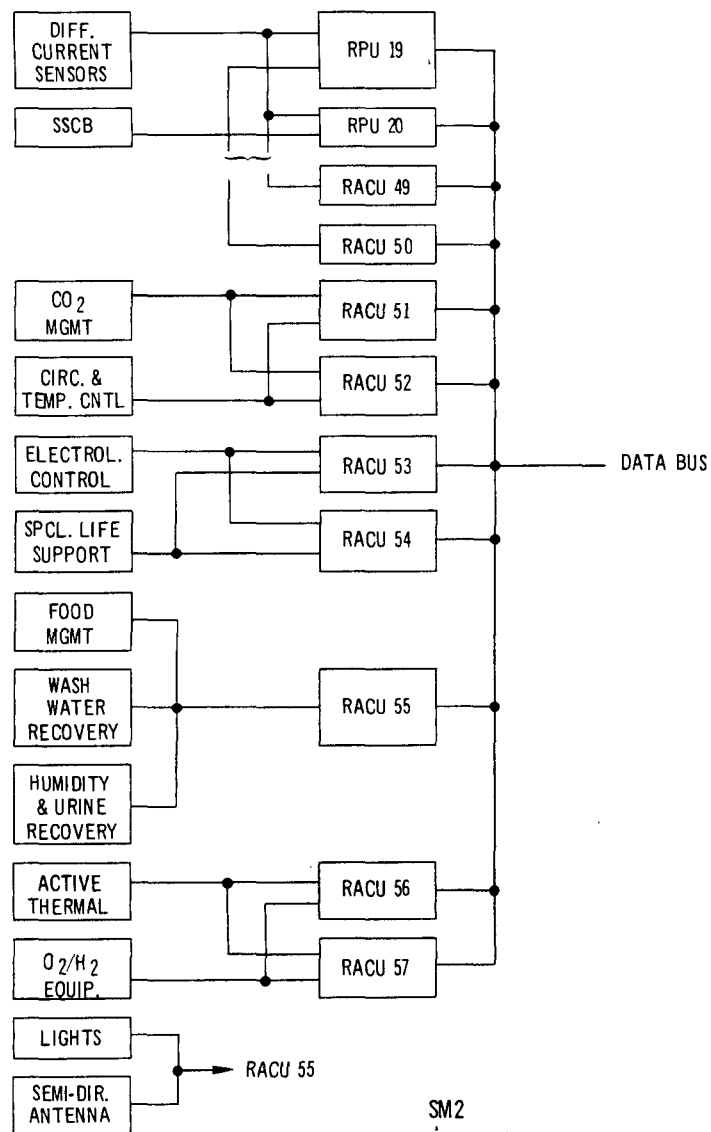 DIFF.
CURRENT
SENSORS
RPU 19
SSCB
RPU 20
RACU 49
RACU 50
CO2
MGMT
RACU 51
CIRC. &
TEMP. CNTL
RACU 52
ELECTROL.
CONTROL
RACU 53
DATA BUS
SPCL. LIFE
SUPPORT
RACU 54
FOOD
MGMT
WASH
WATER
RECOVERY
RACU 55
HUMIDITY
& URINE
RECOVERY
ACTIVE
THERMAL
RACU 56
O2/H2
EQUIP.
RACU 57
LIGHTS
RACU 55
SEMI-DIR.
ANTENNA
SM2